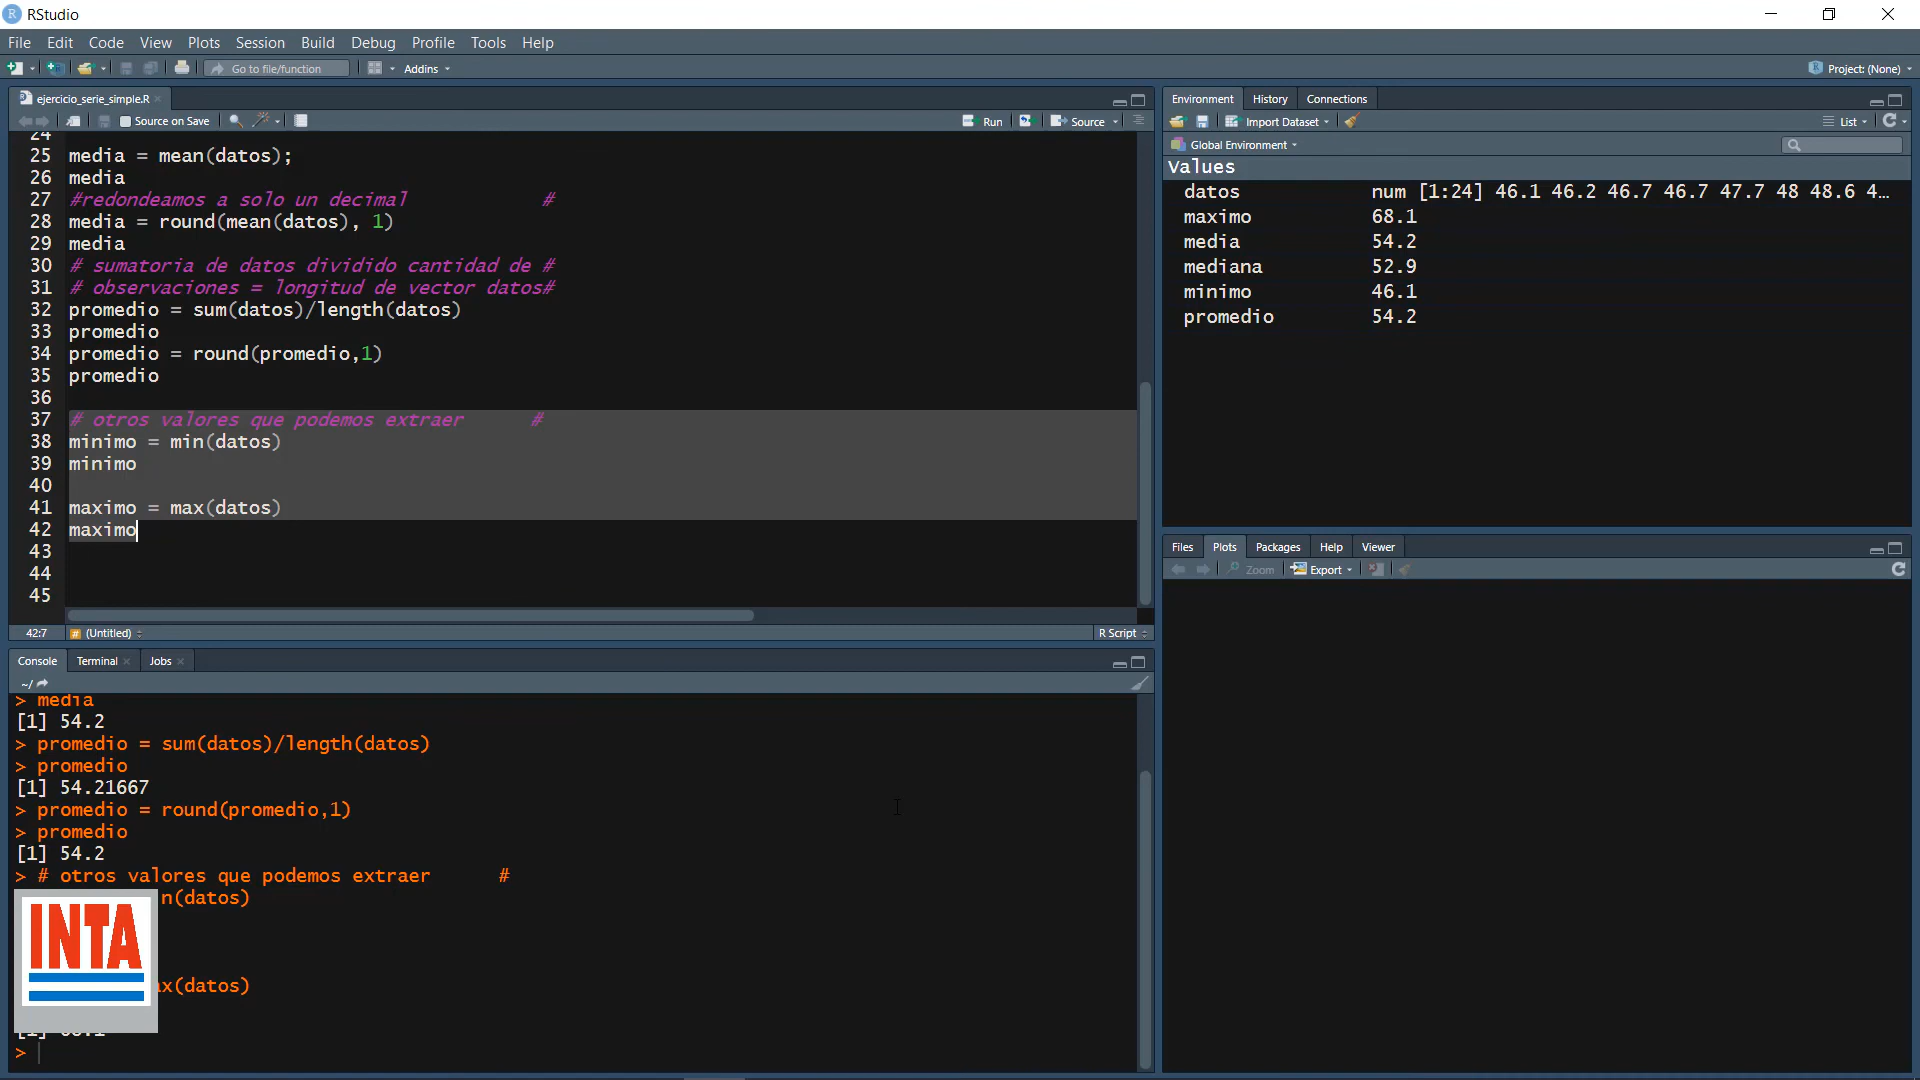 RStudio
File Edit Code View Plots Session Build Debug Profile Tools Help
Go to file/function Addins Project: (None)
ejercicio_serie_simple.R
Source on Save Run Source
24
25 media = mean(datos);
26 media
27 #redondeamos a solo un decimal #
28 media = round(mean(datos), 1)
29 media
30 # sumatoria de datos dividido cantidad de #
31 # observaciones = longitud de vector datos#
32 promedio = sum(datos)/length(datos)
33 promedio
34 promedio = round(promedio,1)
35 promedio
36
37 # otros valores que podemos extraer #
38 minimo = min(datos)
39 minimo
40
41 maximo = max(datos)
42 maximo
43
44
45
42:7 # (Untitled) R Script
Console Terminal Jobs
~/
> media
[1] 54.2
> promedio = sum(datos)/length(datos)
> promedio
[1] 54.21667
> promedio = round(promedio,1)
> promedio
[1] 54.2
> # otros valores que podemos extraer #
n(datos)
ax(datos)
>
INTA
Environment History Connections
Import Dataset List
Global Environment
Values
datos num [1:24] 46.1 46.2 46.7 46.7 47.7 48 48.6 4...
maximo 68.1
media 54.2
mediana 52.9
minimo 46.1
promedio 54.2
Files Plots Packages Help Viewer
Zoom Export